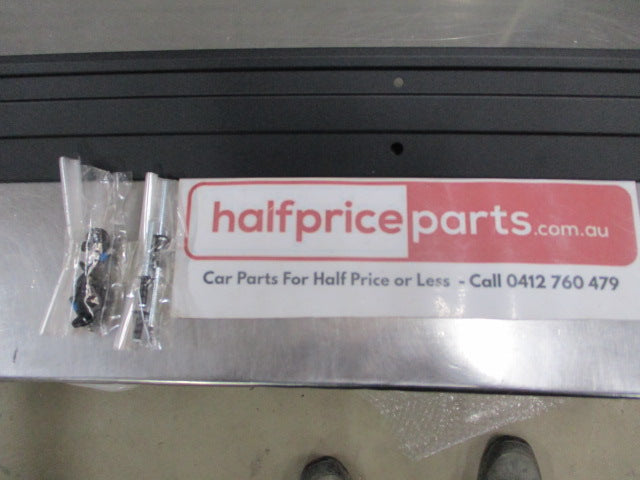 halfpriceparts.com.au
Car Parts For Half Price or Less - Call 0412 760 479